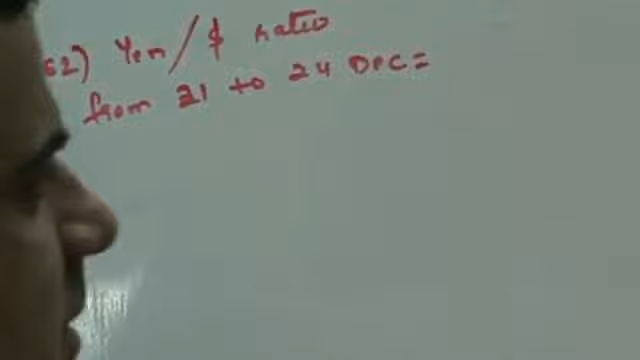 62) Yen/$ ratio
from 21 to 24 DEC=